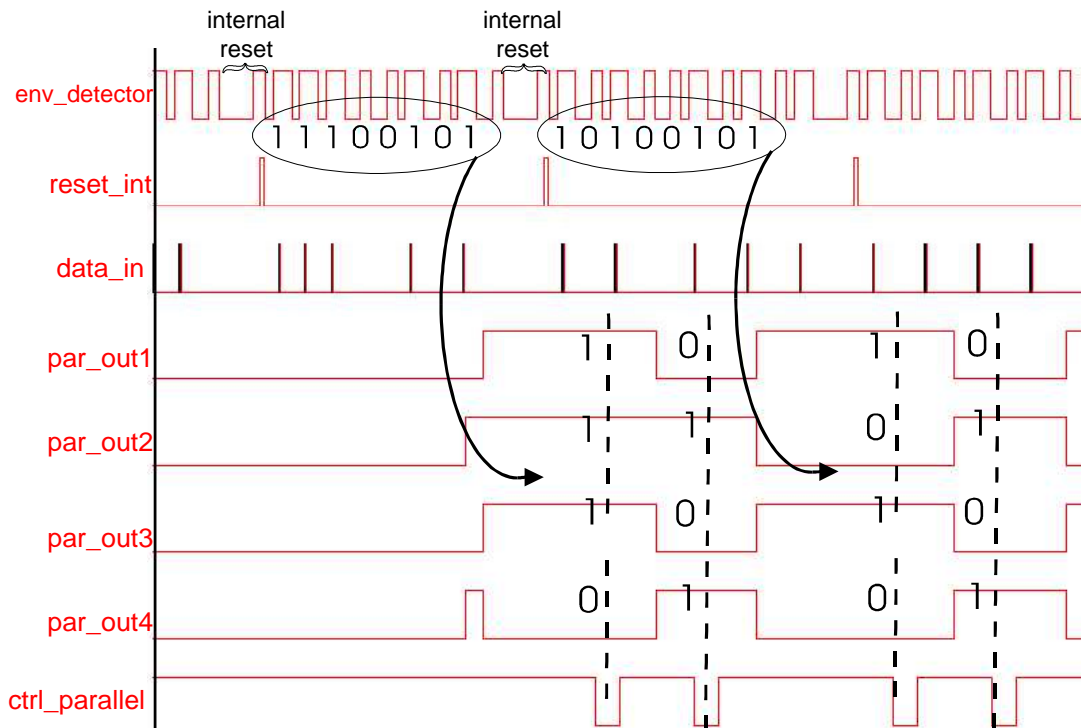 internal internal
reset reset
env_detector
1 1 1 0 0 1 0 1 1 0 1 0 0 1 0 1
reset_int
data_in
par_out1 1 0 1 0
par_out2 1 1 0 1
par_out3 1 0 1 0
par_out4 0 1 0 1
ctrl_parallel